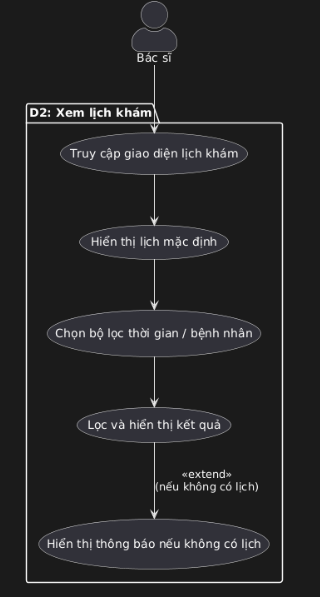 Bác sĩ
D2: Xem lịch khám
Truy cập giao diện lịch khám
Hiển thị lịch mặc định
Chọn bộ lọc thời gian / bệnh nhân
Lọc và hiển thị kết quả
«extend»
(nếu không có lịch)
Hiển thị thông báo nếu không có lịch